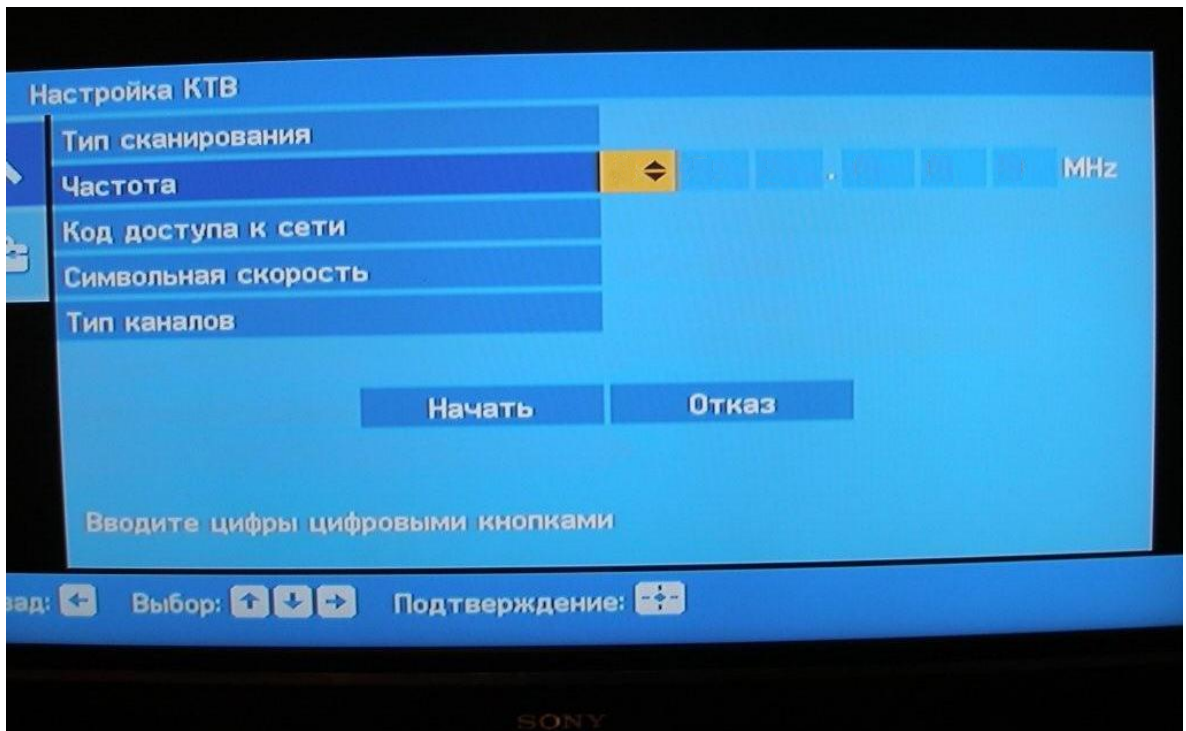 Настройка КТВ
Тип сканирования
Частота . MHz
Код доступа к сети
Символьная скорость
Тип каналов
Начать Отказ
Вводите цифры цифровыми кнопками
зад: Выбор: Подтверждение:
SONY